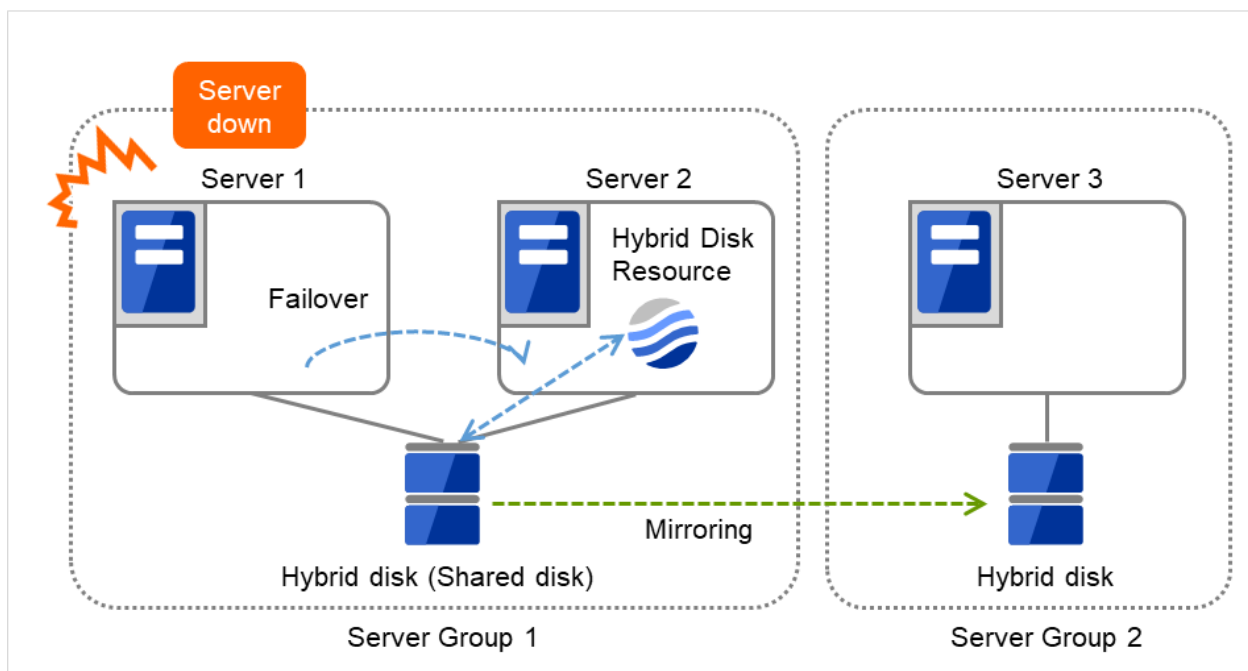 Server
down
Server 1
Server 2
Server 3
Hybrid Disk
Resource
Failover
Mirroring
Hybrid disk (Shared disk)
Hybrid disk
Server Group 1
Server Group 2